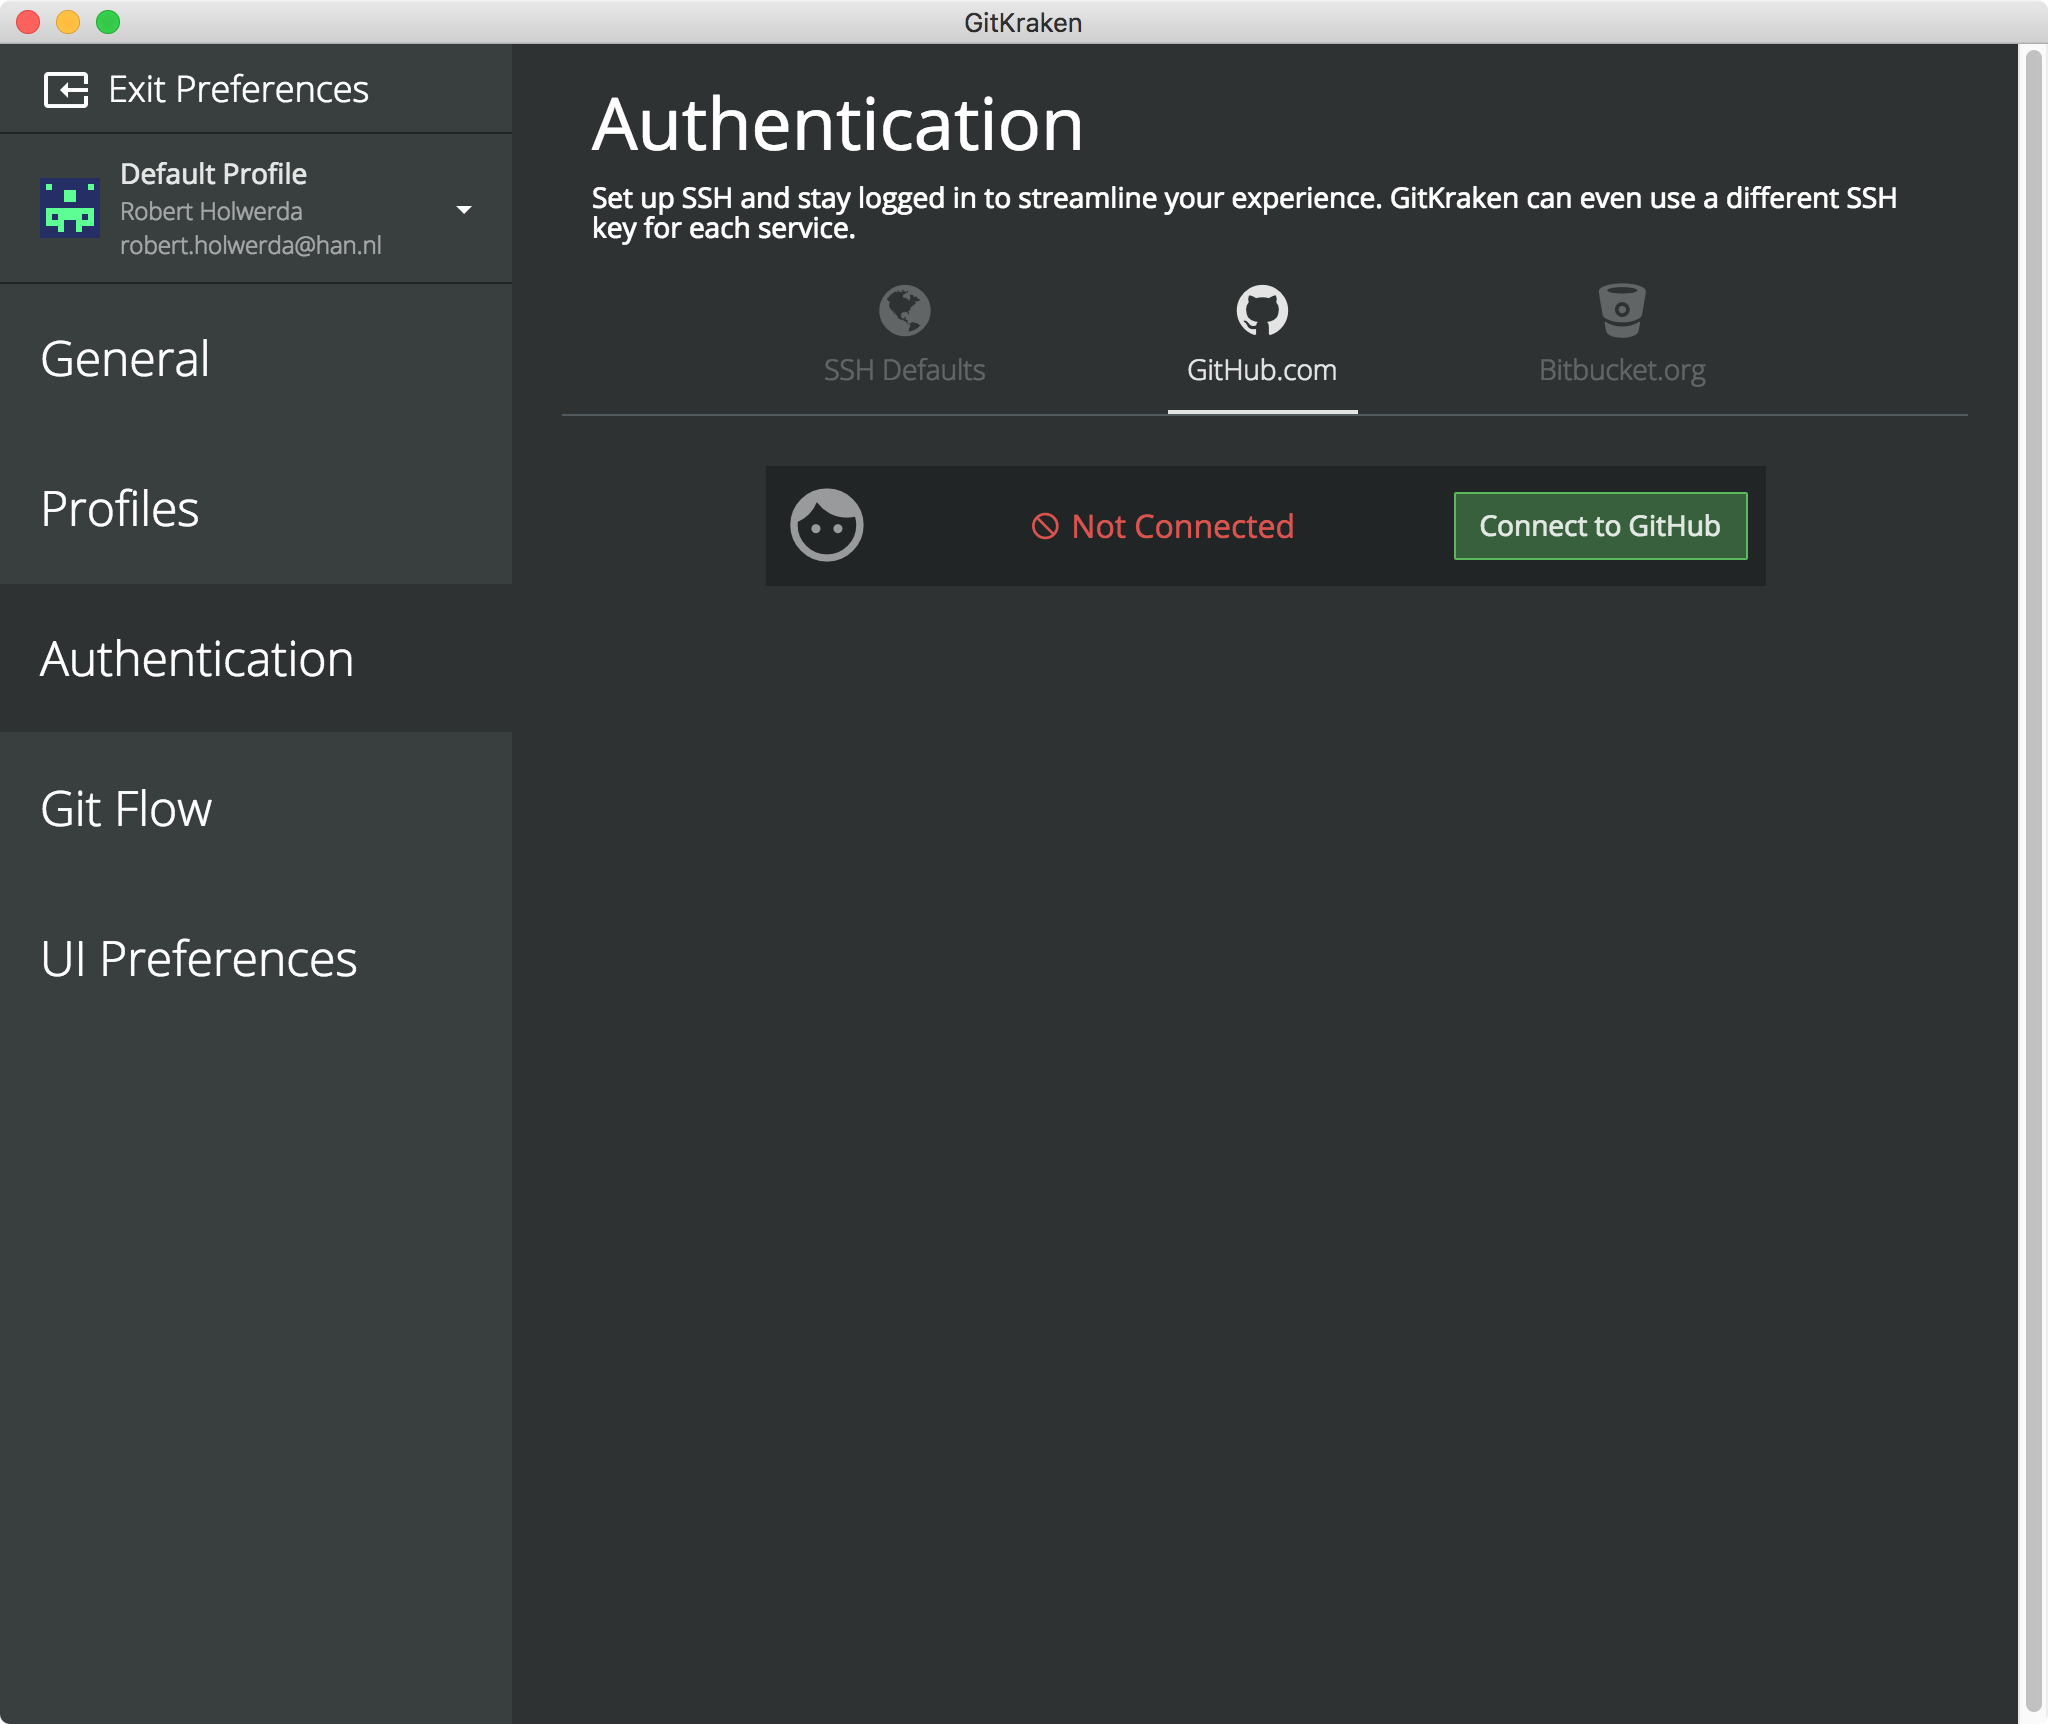 GitKraken
Exit Preferences
Default Profile
Robert Holwerda
robert.holwerda@han.nl
General
Profiles
Authentication
Git Flow
UI Preferences
Authentication
Set up SSH and stay logged in to streamline your experience. GitKraken can even use a different SSH
key for each service.
SSH Defaults
GitHub.com
Bitbucket.org
Not Connected
Connect to GitHub